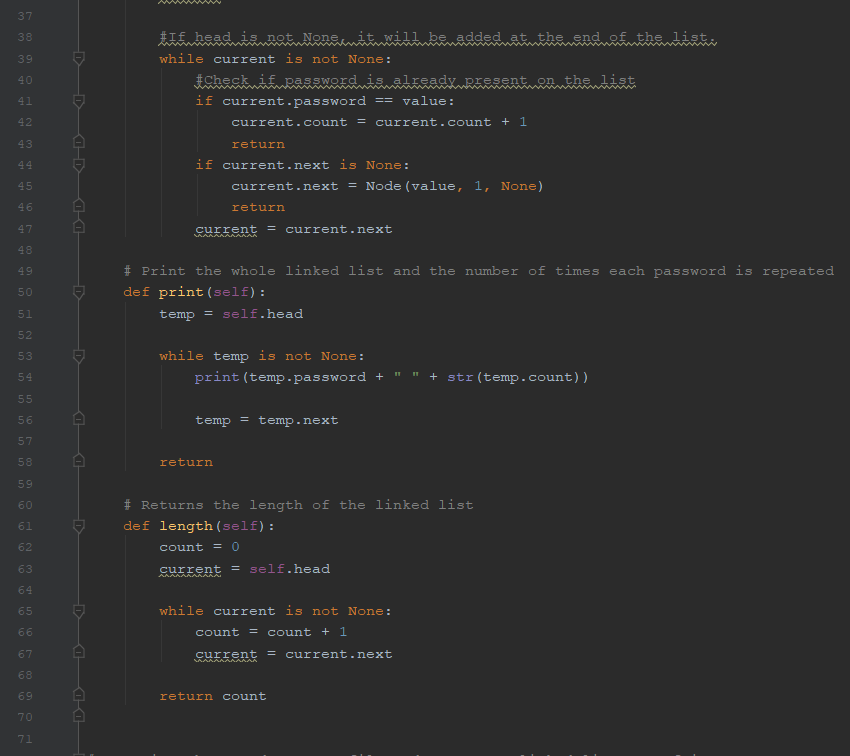 37
38 #If head is not None, it will be added at the end of the list.
39 while current is not None:
40 #Check if password is already present on the list
41 if current.password == value:
42 current.count = current.count + 1
43 return
44 if current.next is None:
45 current.next = Node(value, 1, None)
46 return
47 current = current.next
48
49 # Print the whole linked list and the number of times each password is repeated
50 def print(self):
51 temp = self.head
52
53 while temp is not None:
54 print(temp.password + " " + str(temp.count))
55
56 temp = temp.next
57
58 return
59
60 # Returns the length of the linked list
61 def length(self):
62 count = 0
63 current = self.head
64
65 while current is not None:
66 count = count + 1
67 current = current.next
68
69 return count
70
71